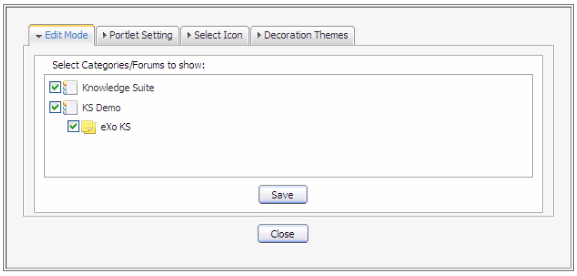 Edit Mode Portlet Setting Select Icon Decoration Themes
Select Categories/Forums to show:
Knowledge Suite
KS Demo
eXo KS
Save
Close